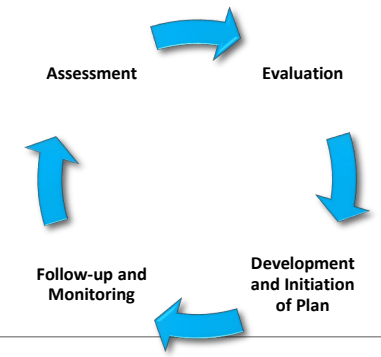 Assessment
Evaluation
Development
and Initiation
of Plan
Follow-up and
Monitoring